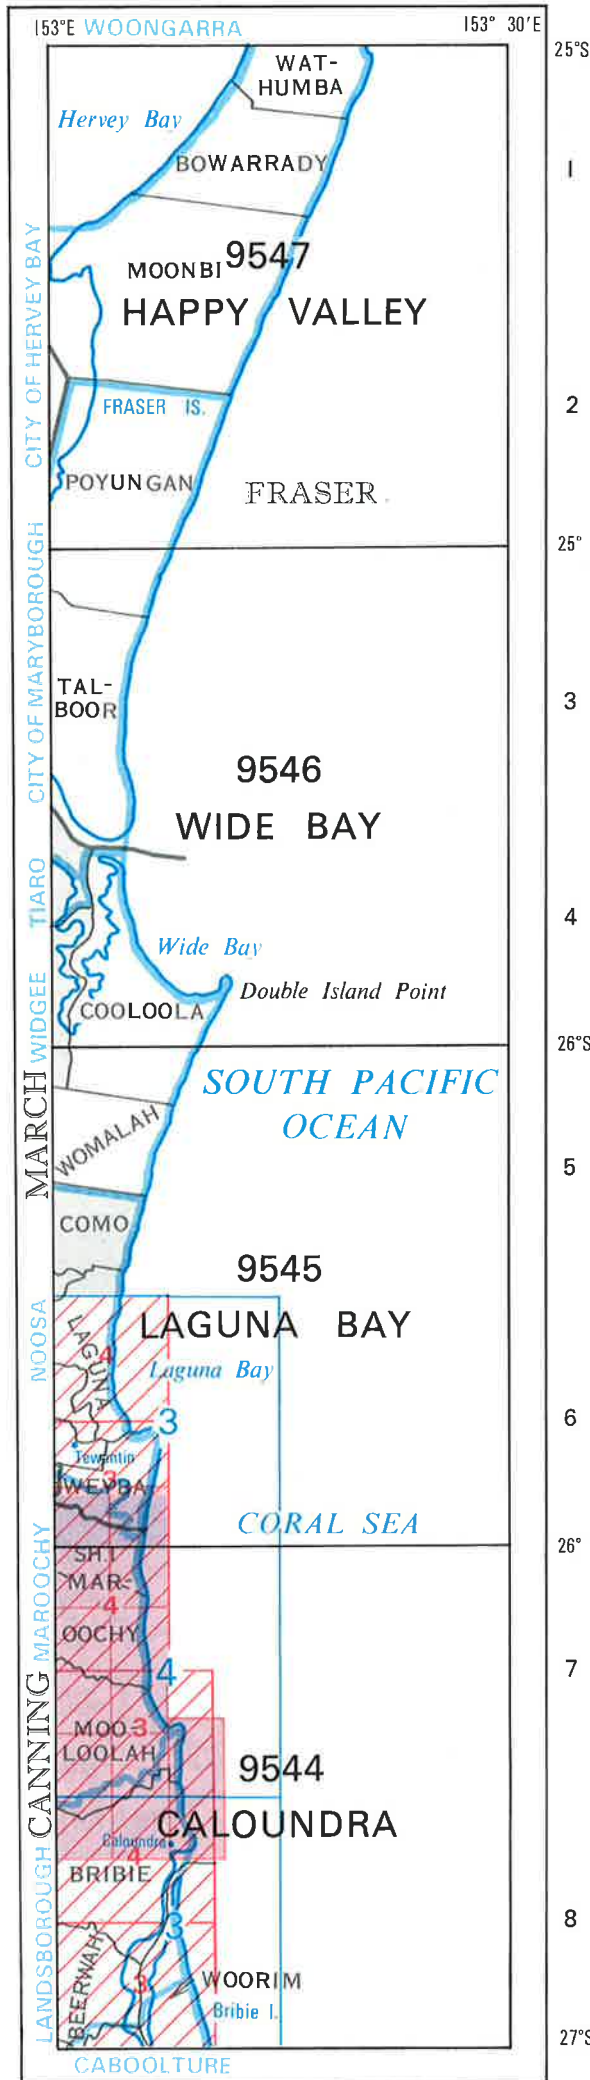 153°E WOONGARRA 153° 30'E
25°S
WAT-
HUMBA
Hervey Bay
BOWARRADY
1
CITY OF HERVEY BAY
9547
MOONBI
HAPPY VALLEY
FRASER IS.
2
POYUNGAN
FRASER
25°
CITY OF MARYBOROUGH
TAL-
BOOR
3
9546
WIDE BAY
TIARO
4
Wide Bay
WIDGEE
Double Island Point
COOLOOLA
26°S
MARCH
SOUTH PACIFIC
OCEAN
WOMALAH
5
COMO
9545
NOOSA
LAGUNA
LAGUNA BAY
4
Laguna Bay
3
6
Tewantin
3
WEYBA
CORAL SEA
MAROOCHY
26°
SH.I
MAR-
4
OOCHY
4
7
CANNING
MOO-
3
LOOLAH
9544
CALOUNDRA
Caloundra
4
LANDSBOROUGH
BRIBIE
3
8
BEERWAH
3
WOORIM
Bribie I.
27°S
CABOOLTURE